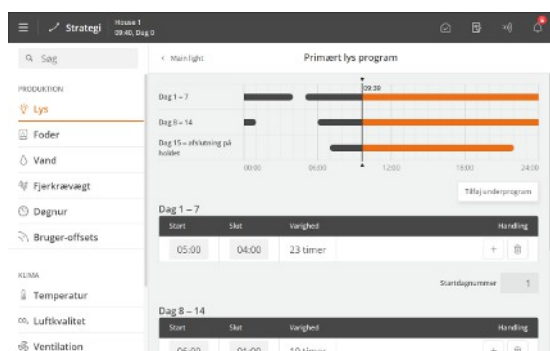 Strategi
House 1
09:40, Dag 0
6
Søg
Main light
Primært lys program
PRODUKTION
Lys
Foder
Vand
Fjerkrævægt
Døgnur
Bruger-offsets
KLIMA
Temperatur
Luftkvalitet
Ventilation
09:39
Dag 1 – 7
Dag 8 – 14
Dag 15 – afslutning på
holdet
00:00 06:00 12:00 18:00 24:00
Tilføj underprogram
Dag 1 – 7
Start Slut Varighed Handling
05:00 04:00 23 timer +
Startdagnummer 1
Dag 8 – 14
Start Slut Varighed Handling